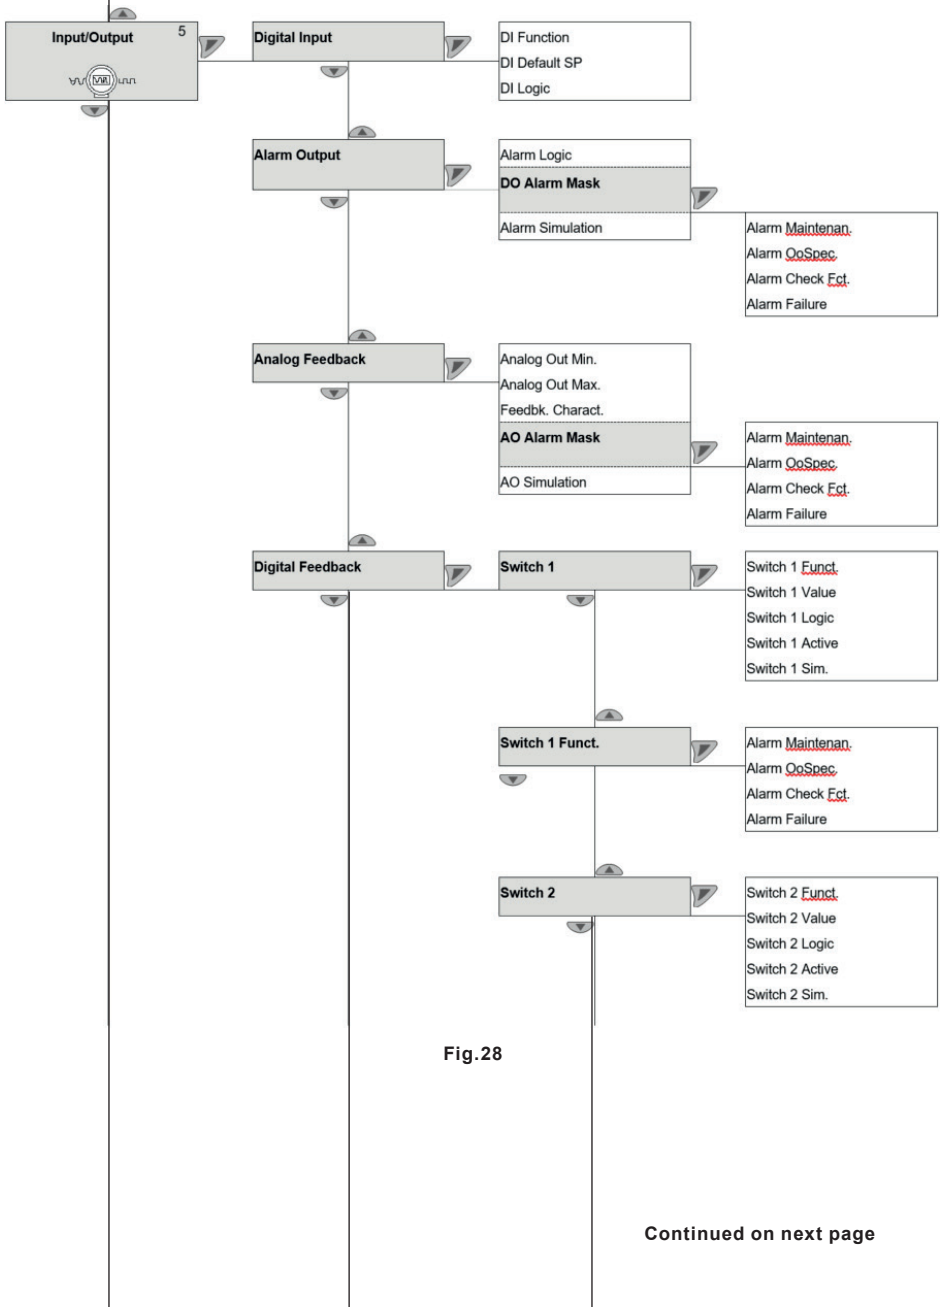 Input/Output 5
Digital Input
DI Function
DI Default SP
DI Logic
Alarm Output
Alarm Logic
DO Alarm Mask
Alarm Simulation
Alarm Maintenan.
Alarm OoSpec.
Alarm Check Fct.
Alarm Failure
Analog Feedback
Analog Out Min.
Analog Out Max.
Feedbk. Charact.
AO Alarm Mask
AO Simulation
Alarm Maintenan.
Alarm OoSpec.
Alarm Check Fct.
Alarm Failure
Digital Feedback
Switch 1
Switch 1 Funct.
Switch 1 Value
Switch 1 Logic
Switch 1 Active
Switch 1 Sim.
Switch 1 Funct.
Alarm Maintenan.
Alarm OoSpec.
Alarm Check Fct.
Alarm Failure
Switch 2
Switch 2 Funct.
Switch 2 Value
Switch 2 Logic
Switch 2 Active
Switch 2 Sim.
Fig.28
Continued on next page